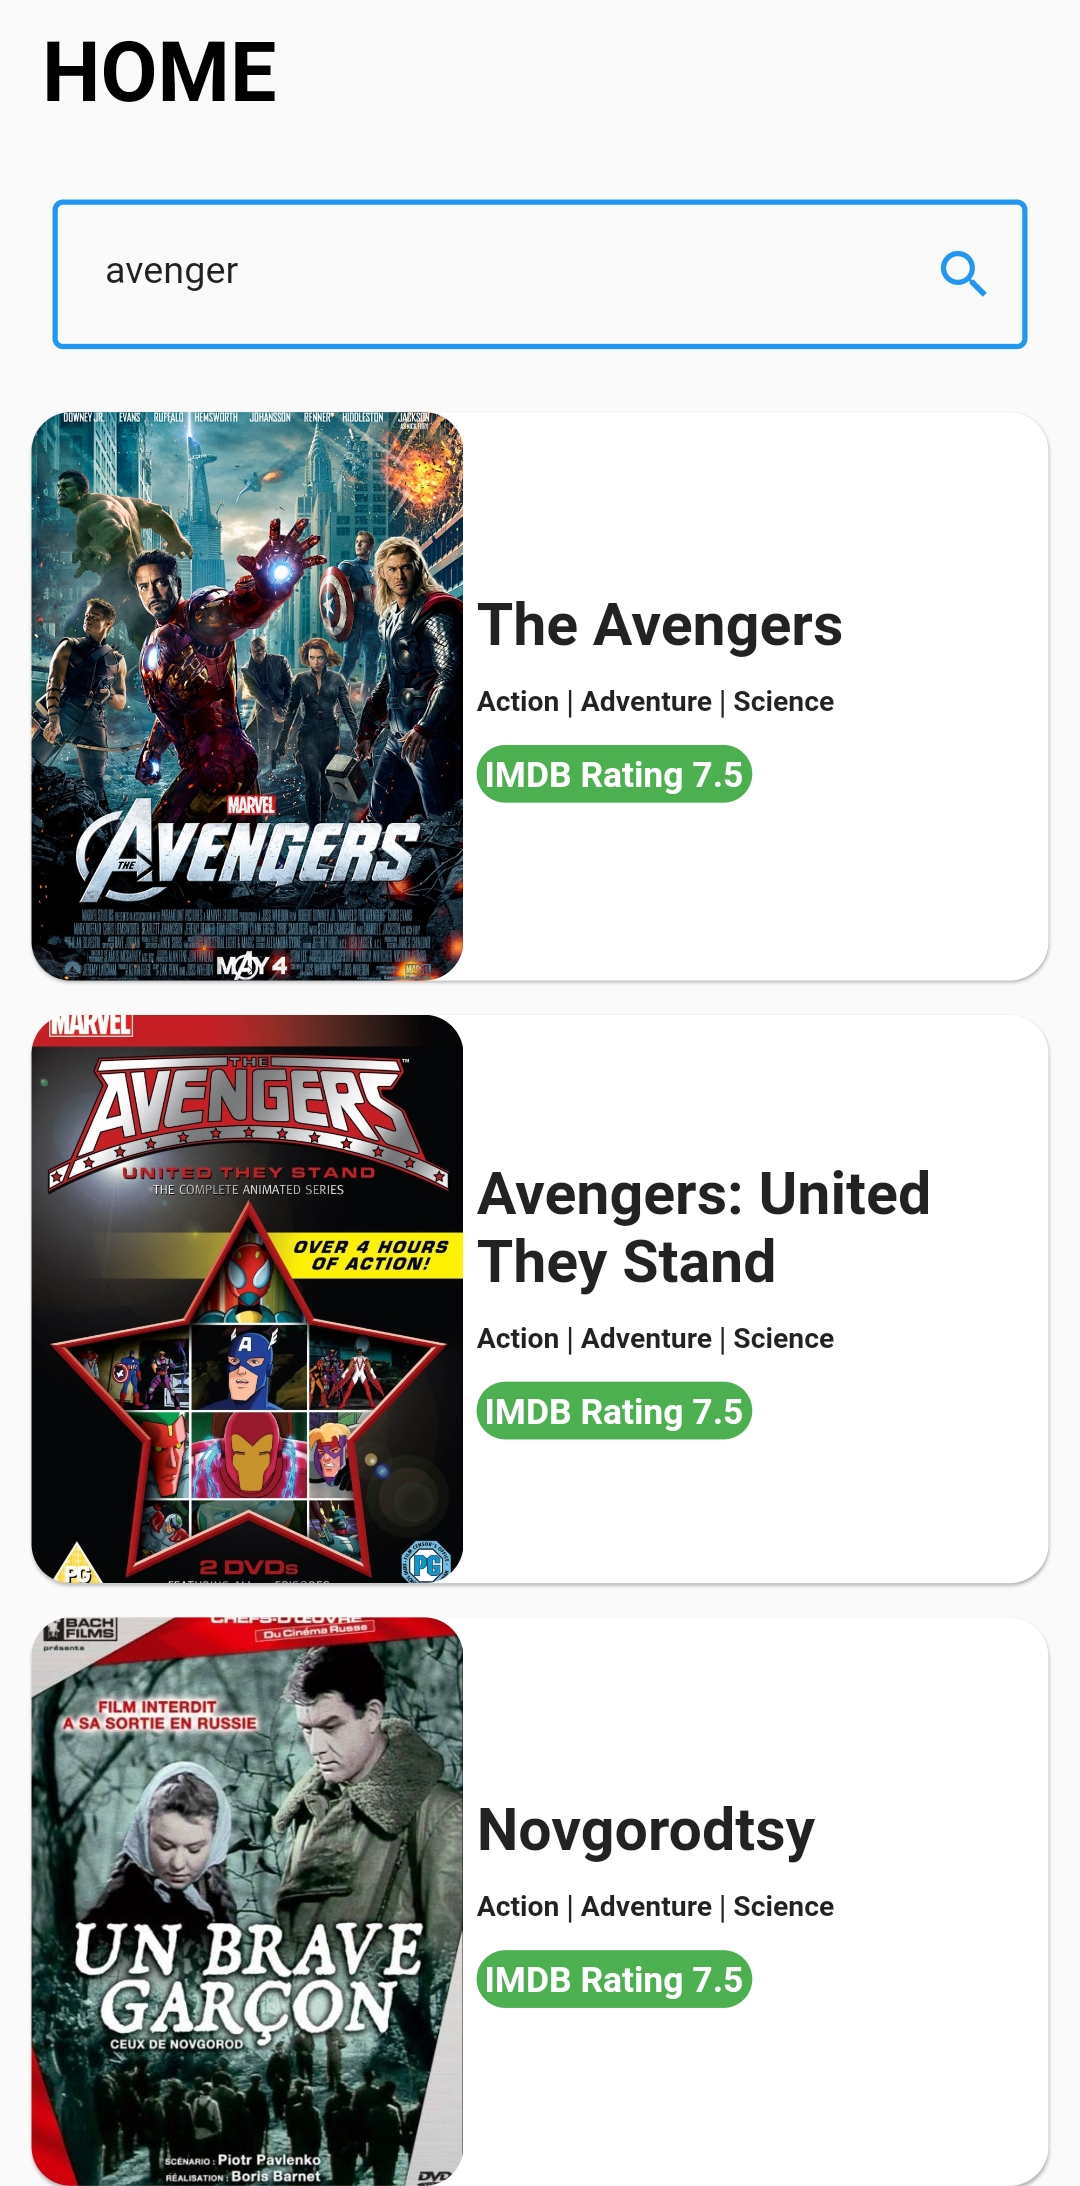 HOME
avenger
DOWNEY JR. EVANS RUFFALO HEMSWORTH JOHANSSON RENNER HIDDLESTON JACKSON
MARVEL
THE AVENGERS
MAY 4
The Avengers
Action | Adventure | Science
IMDB Rating 7.5
MARVEL
THE
AVENGERS™
UNITED THEY STAND
THE COMPLETE ANIMATED SERIES
OVER 4 HOURS
OF ACTION!
A
2 DVDs
PG
PG
Avengers: United
They Stand
Action | Adventure | Science
IMDB Rating 7.5
BACH
FILMS
présente
CHEFS-D'ŒUVRE
Du Cinéma Russe
FILM INTERDIT
A SA SORTIE EN RUSSIE
UN BRAVE
GARÇON
CEUX DE NOVGOROD
SCÉNARIO : Piotr Pavlenko
RÉALISATION : Boris Barnet
DVD
Novgorodtsy
Action | Adventure | Science
IMDB Rating 7.5